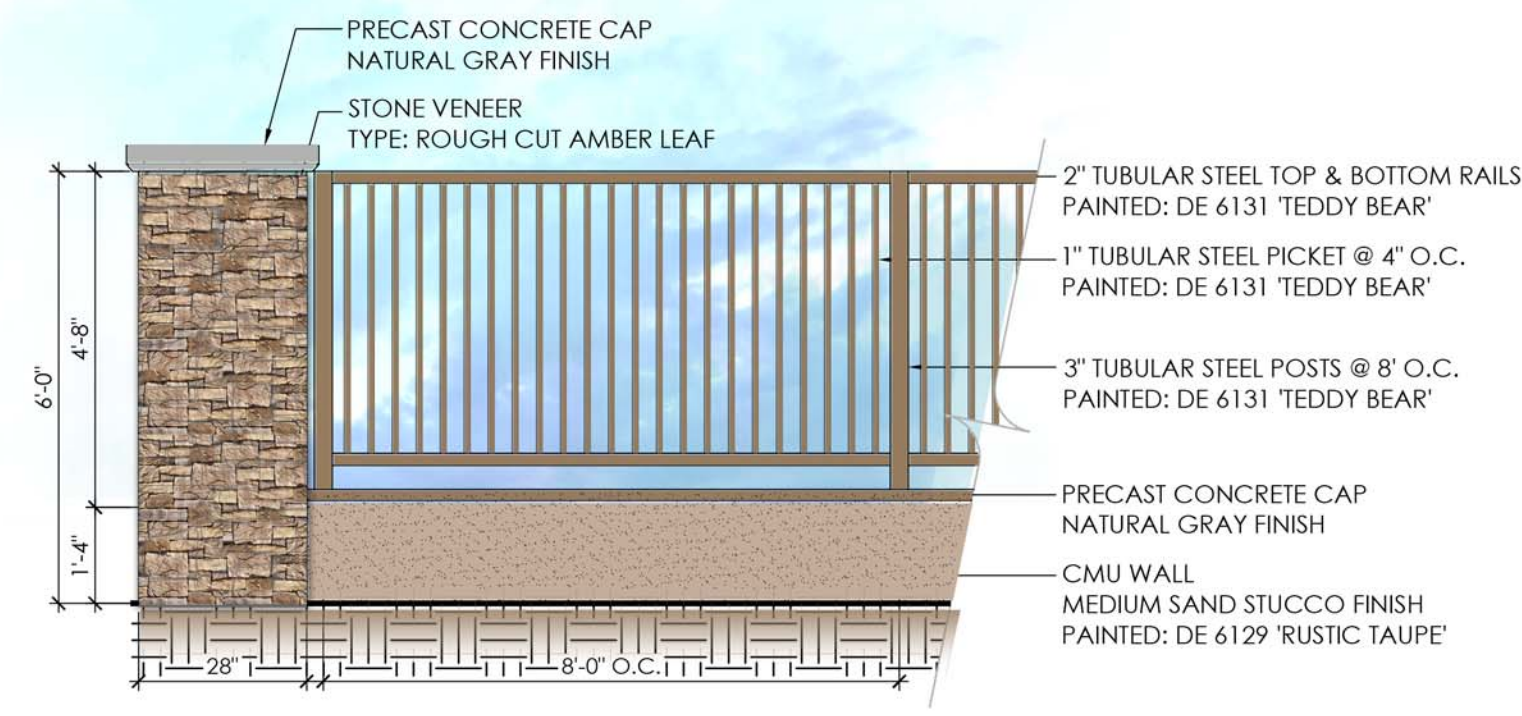 PRECAST CONCRETE CAP
NATURAL GRAY FINISH
STONE VENEER
TYPE: ROUGH CUT AMBER LEAF
2" TUBULAR STEEL TOP & BOTTOM RAILS
PAINTED: DE 6131 'TEDDY BEAR'
1" TUBULAR STEEL PICKET @ 4" O.C.
PAINTED: DE 6131 'TEDDY BEAR'
3" TUBULAR STEEL POSTS @ 8' O.C.
PAINTED: DE 6131 'TEDDY BEAR'
PRECAST CONCRETE CAP
NATURAL GRAY FINISH
CMU WALL
MEDIUM SAND STUCCO FINISH
PAINTED: DE 6129 'RUSTIC TAUPE'
6'-0"
4'-8"
1'-4"
28"
8'-0" O.C.